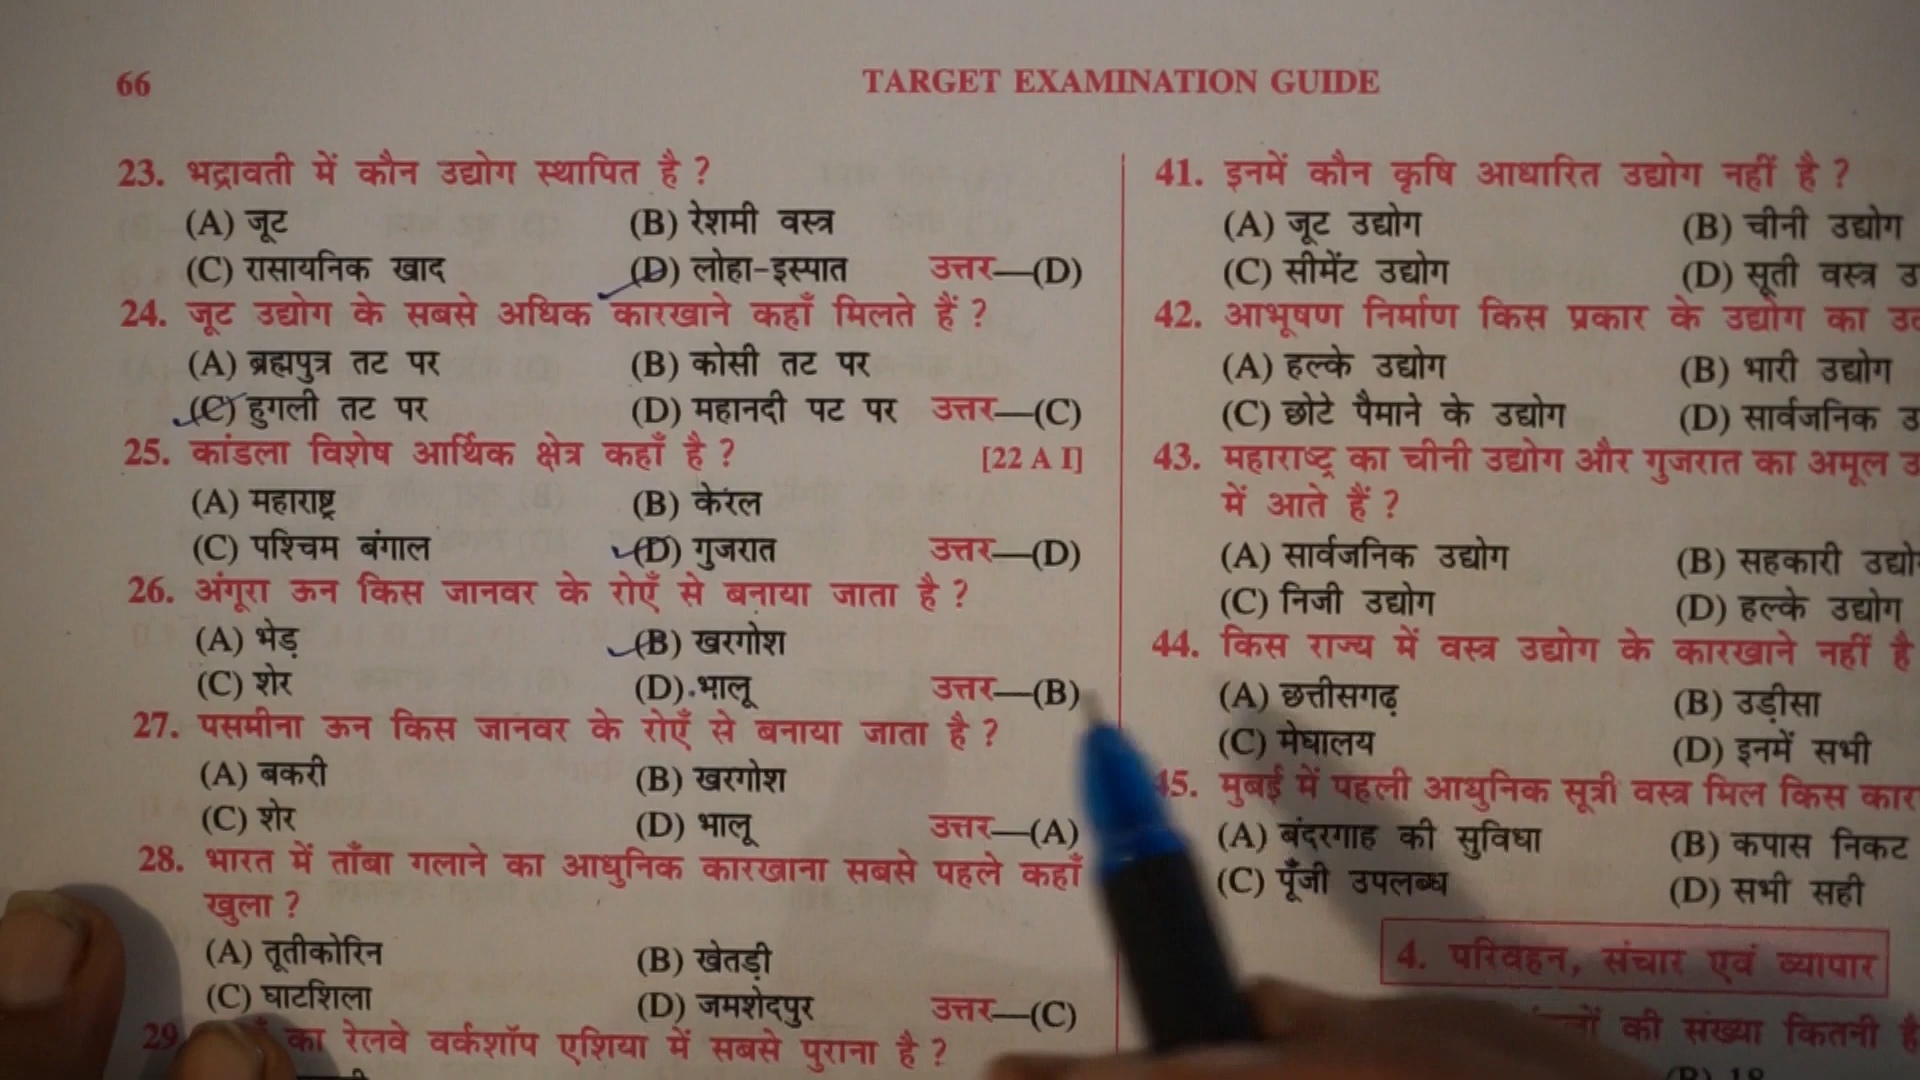 66
TARGET EXAMINATION GUIDE
23. भद्रावती में कौन उद्योग स्थापित है ?
(A) जूट (B) रेशमी वस्त्र
(C) रासायनिक खाद (D) लोहा-इस्पात उत्तर—(D)
24. जूट उद्योग के सबसे अधिक कारखाने कहाँ मिलते हैं ?
(A) ब्रह्मपुत्र तट पर (B) कोसी तट पर
(C) हुगली तट पर (D) महानदी पट पर उत्तर—(C)
25. कांडला विशेष आर्थिक क्षेत्र कहाँ है ? [22 A I]
(A) महाराष्ट्र (B) केरल
(C) पश्चिम बंगाल (D) गुजरात उत्तर—(D)
26. अंगूरा ऊन किस जानवर के रोएँ से बनाया जाता है ?
(A) भेड़ (B) खरगोश
(C) शेर (D) भालू उत्तर—(B)
27. पसमीना ऊन किस जानवर के रोएँ से बनाया जाता है ?
(A) बकरी (B) खरगोश
(C) शेर (D) भालू उत्तर—(A)
28. भारत में ताँबा गलाने का आधुनिक कारखाना सबसे पहले कहाँ
खुला ?
(A) तूतीकोरिन (B) खेतड़ी
(C) घाटशिला (D) जमशेदपुर उत्तर—(C)
29 का रेलवे वर्कशॉप एशिया में सबसे पुराना है ?
41. इनमें कौन कृषि आधारित उद्योग नहीं है ?
(A) जूट उद्योग (B) चीनी उद्योग
(C) सीमेंट उद्योग (D) सूती वस्त्र
42. आभूषण निर्माण किस प्रकार के उद्योग का
(A) हल्के उद्योग (B) भारी उद्योग
(C) छोटे पैमाने के उद्योग (D) सार्वजनिक
43. महाराष्ट्र का चीनी उद्योग और गुजरात का अमूल
में आते हैं ?
(A) सार्वजनिक उद्योग (B) सहकारी
(C) निजी उद्योग (D) हल्के उद्योग
44. किस राज्य में वस्त्र उद्योग के कारखाने नहीं है
(A) छत्तीसगढ़ (B) उड़ीसा
(C) मेघालय (D) इनमें सभी
45. मुबई में पहली आधुनिक सूत्री वस्त्र मिल किस
(A) बंदरगाह की सुविधा (B) कपास निकट
(C) पूँजी उपलब्ध (D) सभी सही
4. परिवहन, संचार एवं व्यापार
की संख्या कितनी है
(B) 18